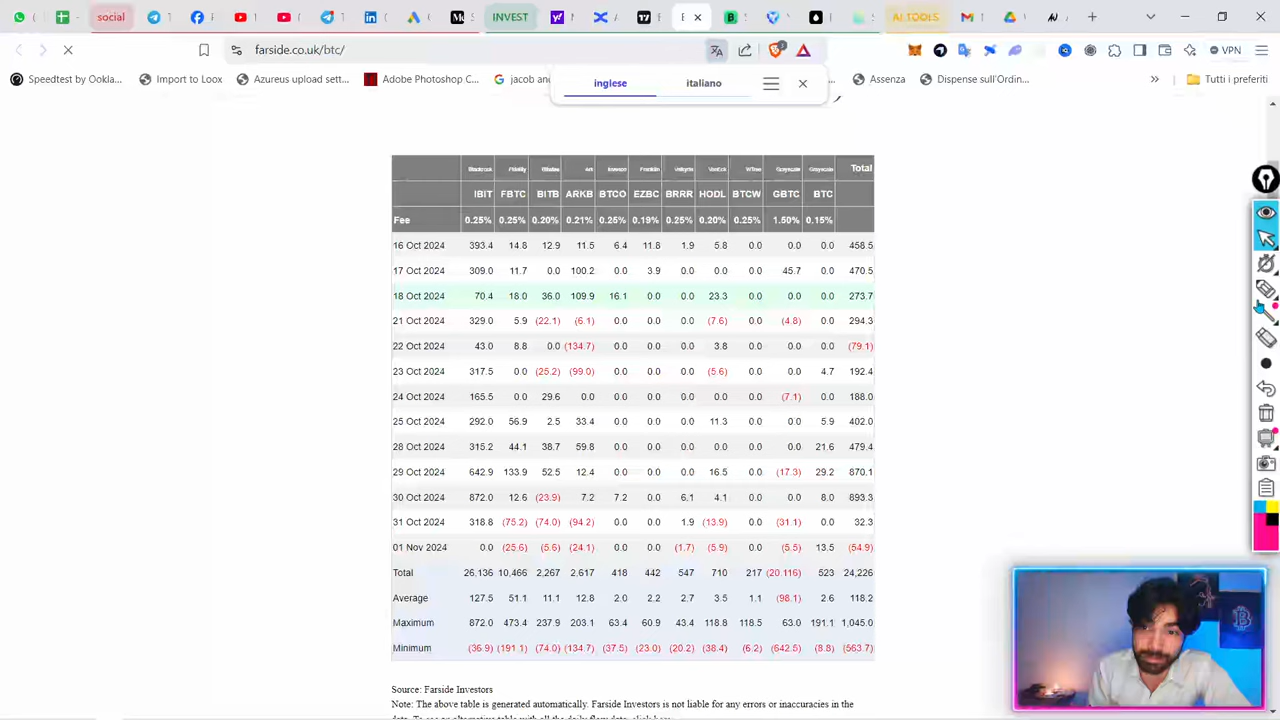 social
INVEST
AI TOOLS
farside.co.uk/btc/
VPN
Speedtest by Ookla...
Import to Loox
Azureus upload sett...
Adobe Photoshop C...
jacob an
inglese
italiano
Assenza
Dispense sull'Ordin...
Tutti i preferiti
Blackrock Fidelity Bitwise Ark Invesco Franklin Valkyrie VanEck WTree Grayscale Grayscale Total
IBIT FBTC BITB ARKB BTCO EZBC BRRR HODL BTCW GBTC BTC
Fee 0.25% 0.25% 0.20% 0.21% 0.25% 0.19% 0.25% 0.20% 0.25% 1.50% 0.15%
16 Oct 2024 393.4 14.8 12.9 11.5 6.4 11.8 1.9 5.8 0.0 0.0 0.0 458.5
17 Oct 2024 309.0 11.7 0.0 100.2 0.0 3.9 0.0 0.0 0.0 45.7 0.0 470.5
18 Oct 2024 70.4 18.0 36.0 109.9 16.1 0.0 0.0 23.3 0.0 0.0 0.0 273.7
21 Oct 2024 329.0 5.9 (22.1) (6.1) 0.0 0.0 0.0 (7.6) 0.0 (4.8) 0.0 294.3
22 Oct 2024 43.0 8.8 0.0 (134.7) 0.0 0.0 0.0 3.8 0.0 0.0 0.0 (79.1)
23 Oct 2024 317.5 0.0 (25.2) (99.0) 0.0 0.0 0.0 (5.6) 0.0 0.0 4.7 192.4
24 Oct 2024 165.5 0.0 29.6 0.0 0.0 0.0 0.0 0.0 0.0 (7.1) 0.0 188.0
25 Oct 2024 292.0 56.9 2.5 33.4 0.0 0.0 0.0 11.3 0.0 0.0 5.9 402.0
28 Oct 2024 315.2 44.1 38.7 59.8 0.0 0.0 0.0 0.0 0.0 0.0 21.6 479.4
29 Oct 2024 642.9 133.9 52.5 12.4 0.0 0.0 0.0 16.5 0.0 (17.3) 29.2 870.1
30 Oct 2024 872.0 12.6 (23.9) 7.2 7.2 0.0 6.1 4.1 0.0 0.0 8.0 893.3
31 Oct 2024 318.8 (75.2) (74.0) (94.2) 0.0 0.0 1.9 (13.9) 0.0 (31.1) 0.0 32.3
01 Nov 2024 0.0 (25.6) (5.6) (24.1) 0.0 0.0 (1.7) (5.9) 0.0 (5.5) 13.5 (54.9)
Total 26,136 10,466 2,267 2,617 418 442 547 710 217 (20,116) 523 24,226
Average 127.5 51.1 11.1 12.8 2.0 2.2 2.7 3.5 1.1 (98.1) 2.6 118.2
Maximum 872.0 473.4 237.9 203.1 63.4 60.9 43.4 118.8 118.5 63.0 191.1 1,045.0
Minimum (36.9) (191.1) (74.0) (134.7) (37.5) (23.0) (20.2) (38.4) (6.2) (642.5) (8.8) (563.7)
Source: Farside Investors
Note: The above table is generated automatically. Farside Investors is not liable for any errors or inaccuracies in the